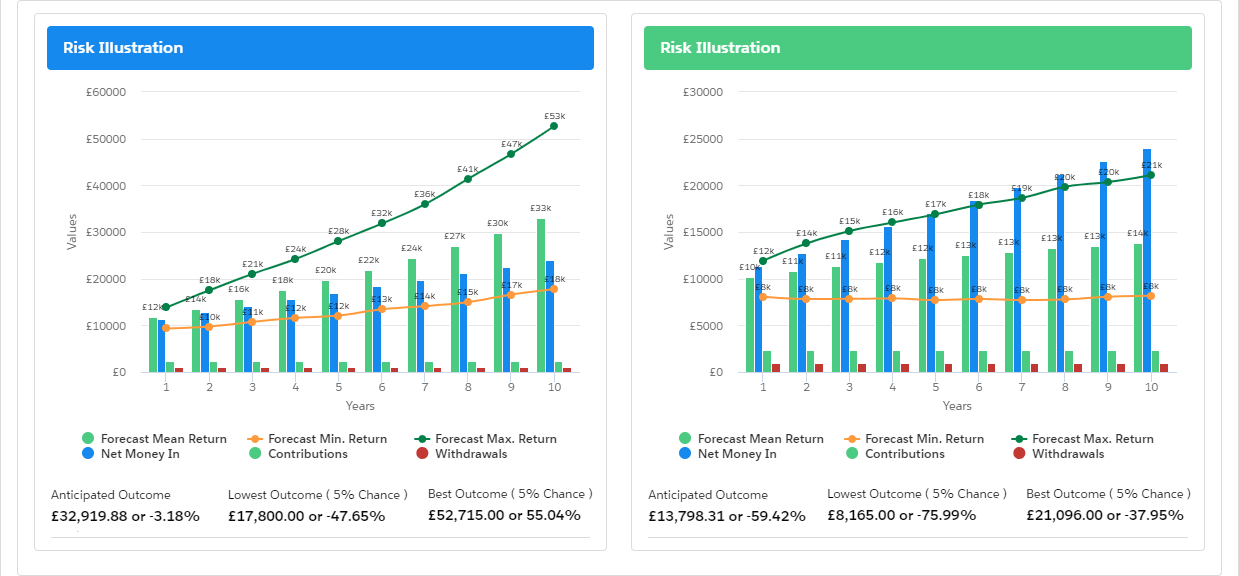 Risk Illustration
£60000
£50000
£40000
£30000
£20000
£10000
£0
Values
£12k
£14k
£16k
£18k
£20k
£22k
£24k
£27k
£30k
£33k
£18k
£21k
£24k
£28k
£32k
£36k
£41k
£47k
£53k
£10k
£11k
£12k
£12k
£13k
£14k
£15k
£17k
£18k
1 2 3 4 5 6 7 8 9 10
Years
Forecast Mean Return Forecast Min. Return Forecast Max. Return
Net Money In Contributions Withdrawals
Anticipated Outcome Lowest Outcome ( 5% Chance ) Best Outcome ( 5% Chance )
£32,919.88 or -3.18% £17,800.00 or -47.65% £52,715.00 or 55.04%
Risk Illustration
£30000
£25000
£20000
£15000
£10000
£5000
£0
Values
£10k
£11k
£11k
£12k
£12k
£13k
£13k
£13k
£13k
£14k
£12k
£14k
£15k
£16k
£17k
£18k
£19k
£20k
£20k
£21k
£8k
£8k
£8k
£8k
£8k
£8k
£8k
£8k
£8k
£8k
1 2 3 4 5 6 7 8 9 10
Years
Forecast Mean Return Forecast Min. Return Forecast Max. Return
Net Money In Contributions Withdrawals
Anticipated Outcome Lowest Outcome ( 5% Chance ) Best Outcome ( 5% Chance )
£13,798.31 or -59.42% £8,165.00 or -75.99% £21,096.00 or -37.95%